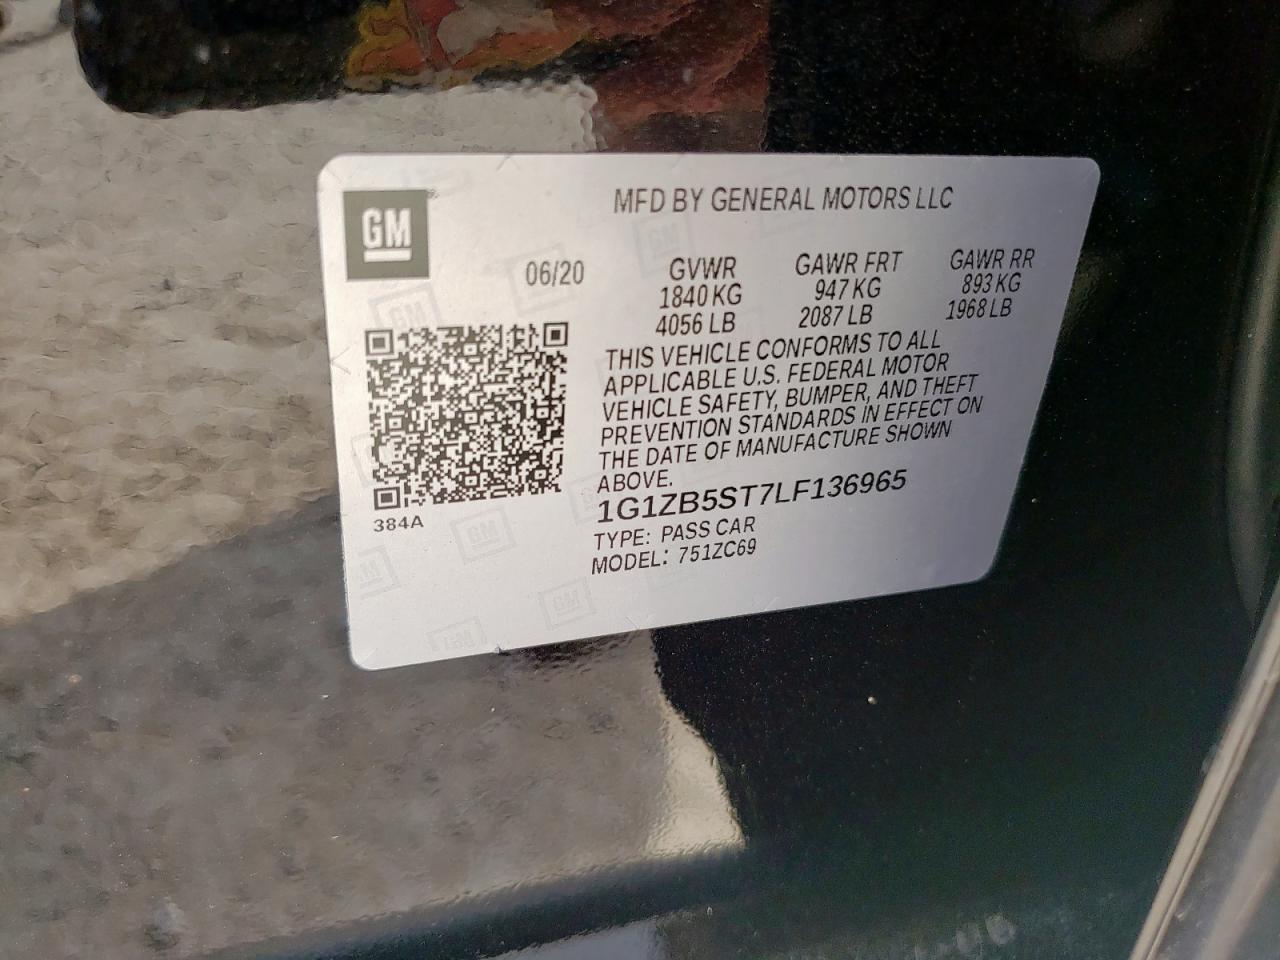 MFD BY GENERAL MOTORS LLC
GM
06/20
GVWR GAWR FRT GAWR RR
1840 KG 947 KG 893 KG
4056 LB 2087 LB 1968 LB
THIS VEHICLE CONFORMS TO ALL
APPLICABLE U.S. FEDERAL MOTOR
VEHICLE SAFETY, BUMPER, AND THEFT
PREVENTION STANDARDS IN EFFECT ON
THE DATE OF MANUFACTURE SHOWN
ABOVE.
1G1ZB5ST7LF136965
384A
TYPE: PASS CAR
MODEL: 751ZC69